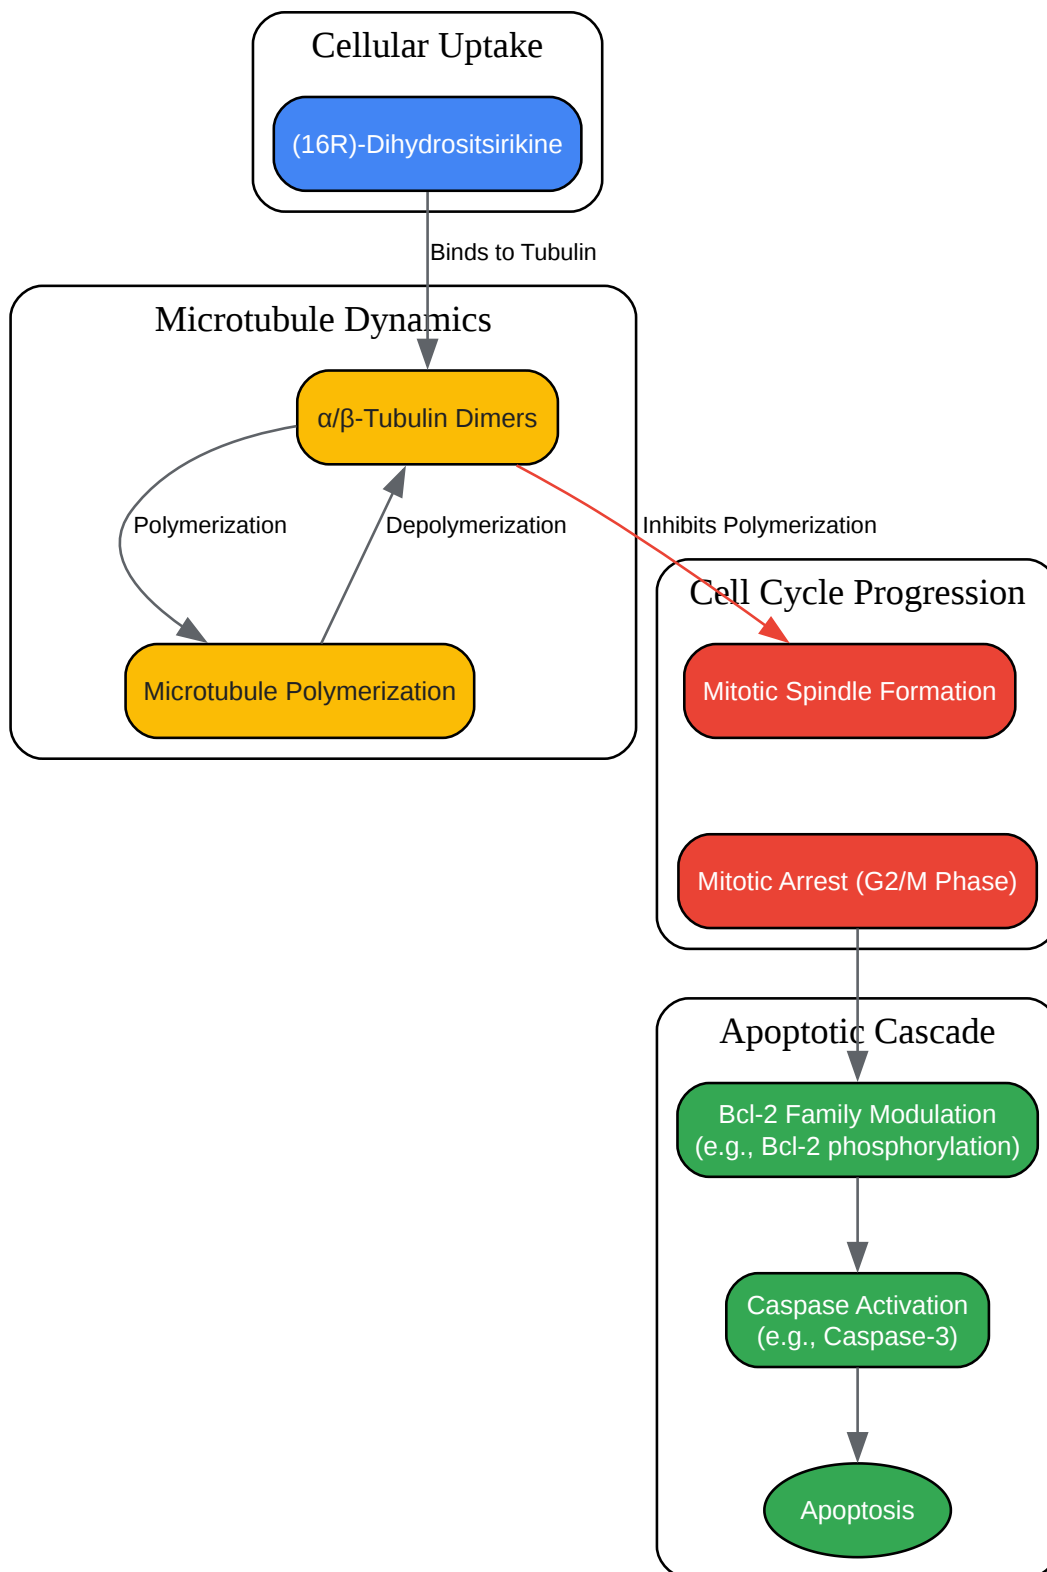 Cellular Uptake
(16R)-Dihydrositsirikine
Binds to Tubulin
Microtubule Dynamics
α/β-Tubulin Dimers
Polymerization
Depolymerization
Inhibits Polymerization
Cell Cycle Progression
Microtubule Polymerization
Mitotic Spindle Formation
Mitotic Arrest (G2/M Phase)
Apoptotic Cascade
Bcl-2 Family Modulation
(e.g., Bcl-2 phosphorylation)
Caspase Activation
(e.g., Caspase-3)
Apoptosis